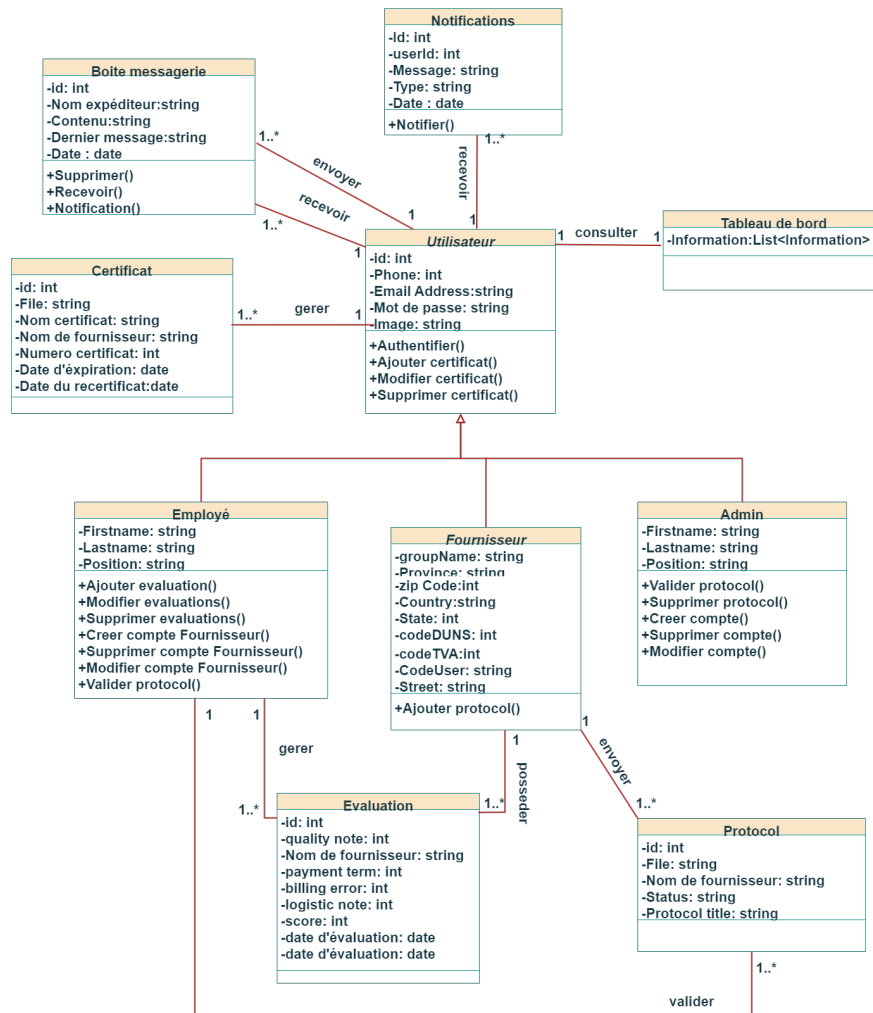 Notifications
-Id: int
-userId: int
-Message: string
-Type: string
-Date : date
+Notifier()
Boite messagerie
-id: int
-Nom expéditeur:string
-Contenu:string
-Dernier message:string
-Date : date
+Supprimer()
+Recevoir()
+Notification()
1..*
envoyer
1
1..*
recevoir
1
1..*
recevoir
1
Utilisateur
-id: int
-Phone: int
-Email Address:string
-Mot de passe: string
-Image: string
+Authentifier()
+Ajouter certificat()
+Modifier certificat()
+Supprimer certificat()
1
consulter
1
Tableau de bord
-Information:List<Information>
Certificat
-id: int
-File: string
-Nom certificat: string
-Nom de fournisseur: string
-Numero certificat: int
-Date d'éxpiration: date
-Date du recertificat:date
1..*
gerer
1
Employé
-Firstname: string
-Lastname: string
-Position: string
+Ajouter evaluation()
+Modifier evaluations()
+Supprimer evaluations()
+Creer compte Fournisseur()
+Supprimer compte Fournisseur()
+Modifier compte Fournisseur()
+Valider protocol()
Fournisseur
-groupName: string
-Province: string
-zip Code:int
-Country:string
-State: int
-codeDUNS: int
-codeTVA:int
-CodeUser: string
-Street: string
+Ajouter protocol()
Admin
-Firstname: string
-Lastname: string
-Position: string
+Valider protocol()
+Supprimer protocol()
+Creer compte()
+Supprimer compte()
+Modifier compte()
1
1
gerer
1..*
1
posseder
1..*
1
envoyer
1..*
Evaluation
-id: int
-quality note: int
-Nom de fournisseur: string
-payment term: int
-billing error: int
-logistic note: int
-score: int
-date d'évaluation: date
-date d'évaluation: date
Protocol
-id: int
-File: string
-Nom de fournisseur: string
-Status: string
-Protocol title: string
1..*
valider